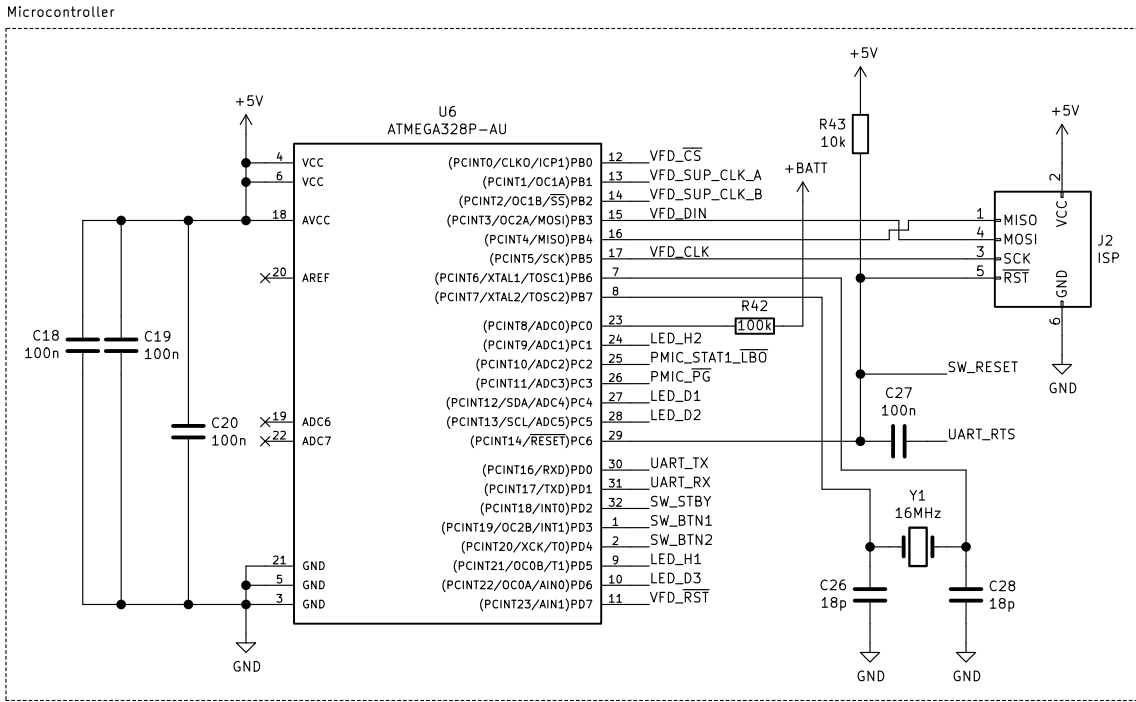 Microcontroller
+5V
U6
ATMEGA328P-AU
4 VCC
6 VCC
18 AVCC
20 AREF
19 ADC6
22 ADC7
21 GND
5 GND
3 GND
(PCINT0/CLKO/ICP1)PB0 12 VFD_CS
(PCINT1/OC1A)PB1 13 VFD_SUP_CLK_A
(PCINT2/OC1B/SS)PB2 14 VFD_SUP_CLK_B
(PCINT3/OC2A/MOSI)PB3 15 VFD_DIN
(PCINT4/MISO)PB4 16
(PCINT5/SCK)PB5 17 VFD_CLK
(PCINT6/XTAL1/TOSC1)PB6 7
(PCINT7/XTAL2/TOSC2)PB7 8
(PCINT8/ADC0)PC0 23
(PCINT9/ADC1)PC1 24 LED_H2
(PCINT10/ADC2)PC2 25 PMIC_STAT1_LBO
(PCINT11/ADC3)PC3 26 PMIC_PG
(PCINT12/SDA/ADC4)PC4 27 LED_D1
(PCINT13/SCL/ADC5)PC5 28 LED_D2
(PCINT14/RESET)PC6 29
(PCINT16/RXD)PD0 30 UART_TX
(PCINT17/TXD)PD1 31 UART_RX
(PCINT18/INT0)PD2 32 SW_STBY
(PCINT19/OC2B/INT1)PD3 1 SW_BTN1
(PCINT20/XCK/T0)PD4 2 SW_BTN2
(PCINT21/OC0B/T1)PD5 9 LED_H1
(PCINT22/OC0A/AIN0)PD6 10 LED_D3
(PCINT23/AIN1)PD7 11 VFD_RST
C18
100n
C19
100n
C20
100n
GND
+5V
R43
10k
+BATT
R42
100k
+5V
2
VCC
1 MISO
4 MOSI
3 SCK
5 RST
J2
ISP
GND
6
GND
SW_RESET
C27
100n
UART_RTS
Y1
16MHz
C26
18p
C28
18p
GND
GND